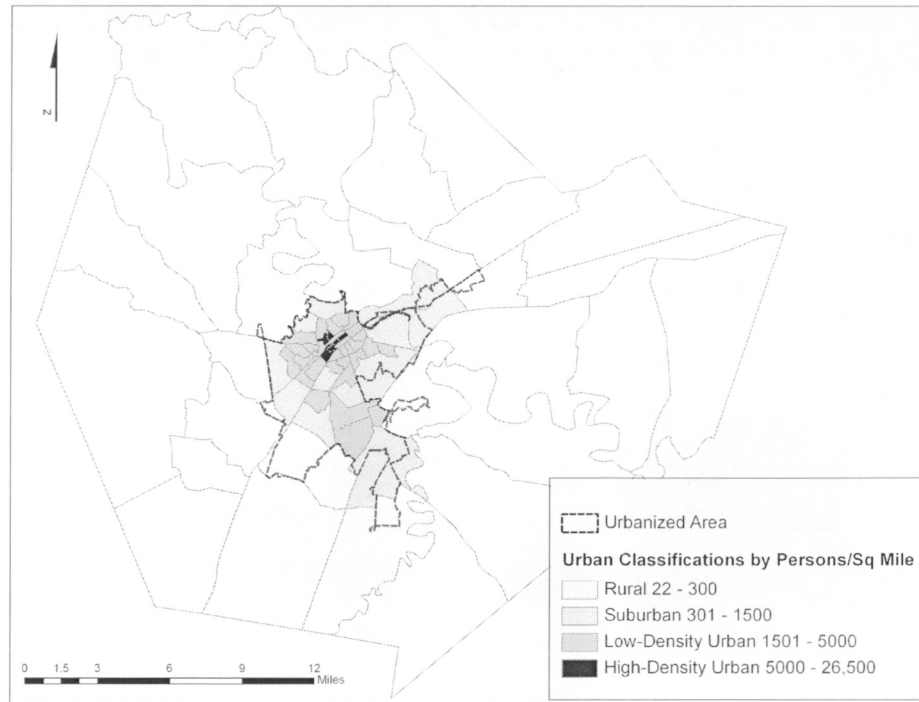 N
Urbanized Area
Urban Classifications by Persons/Sq Mile
Rural 22 - 300
Suburban 301 - 1500
Low-Density Urban 1501 - 5000
High-Density Urban 5000 - 26,500
0 1.5 3 6 9 12
Miles